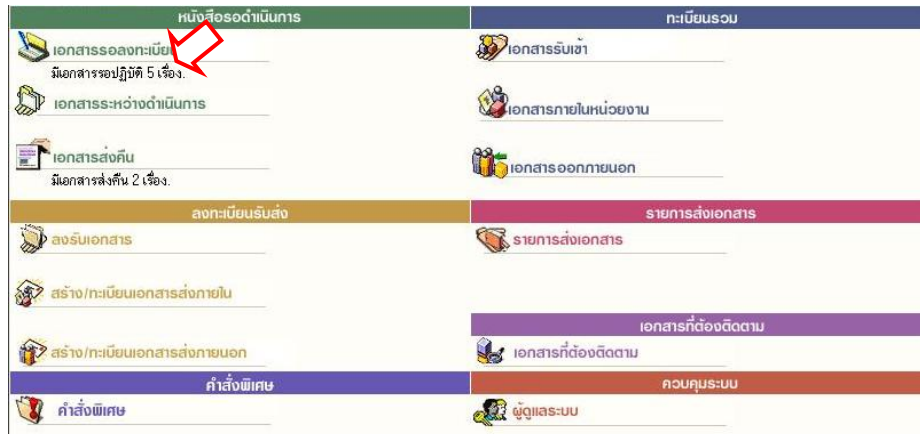 หนังสือรอดำเนินการ
เอกสารรอลงทะเบียน
มีเอกสารรอปฏิบัติ 5 เรื่อง.
เอกสารระหว่างดำเนินการ
เอกสารส่งคืน
มีเอกสารส่งคืน 2 เรื่อง.
ทะเบียนรวม
เอกสารรับเข้า
เอกสารภายในหน่วยงาน
เอกสารออกภายนอก
ลงทะเบียนรับส่ง
ลงรับเอกสาร
สร้าง/ทะเบียนเอกสารส่งภายใน
สร้าง/ทะเบียนเอกสารส่งภายนอก
รายการส่งเอกสาร
รายการส่งเอกสาร
เอกสารที่ต้องติดตาม
เอกสารที่ต้องติดตาม
คำสั่งพิเศษ
คำสั่งพิเศษ
ควบคุมระบบ
ผู้ดูแลระบบ